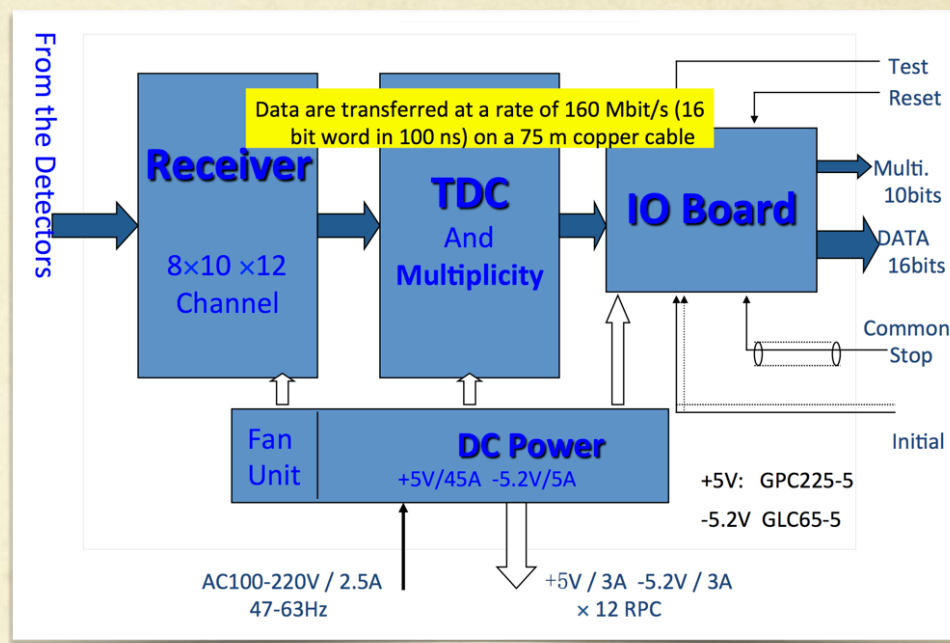 From the Detectors
Data are transferred at a rate of 160 Mbit/s (16
bit word in 100 ns) on a 75 m copper cable
Receiver
8×10 ×12
Channel
TDC
And
Multiplicity
IO Board
Test
Reset
Multi.
10bits
DATA
16bits
Common
Stop
Initial
Fan
Unit
DC Power
+5V/45A -5.2V/5A
+5V: GPC225-5
-5.2V GLC65-5
AC100-220V / 2.5A
47-63Hz
+5V / 3A -5.2V / 3A
× 12 RPC